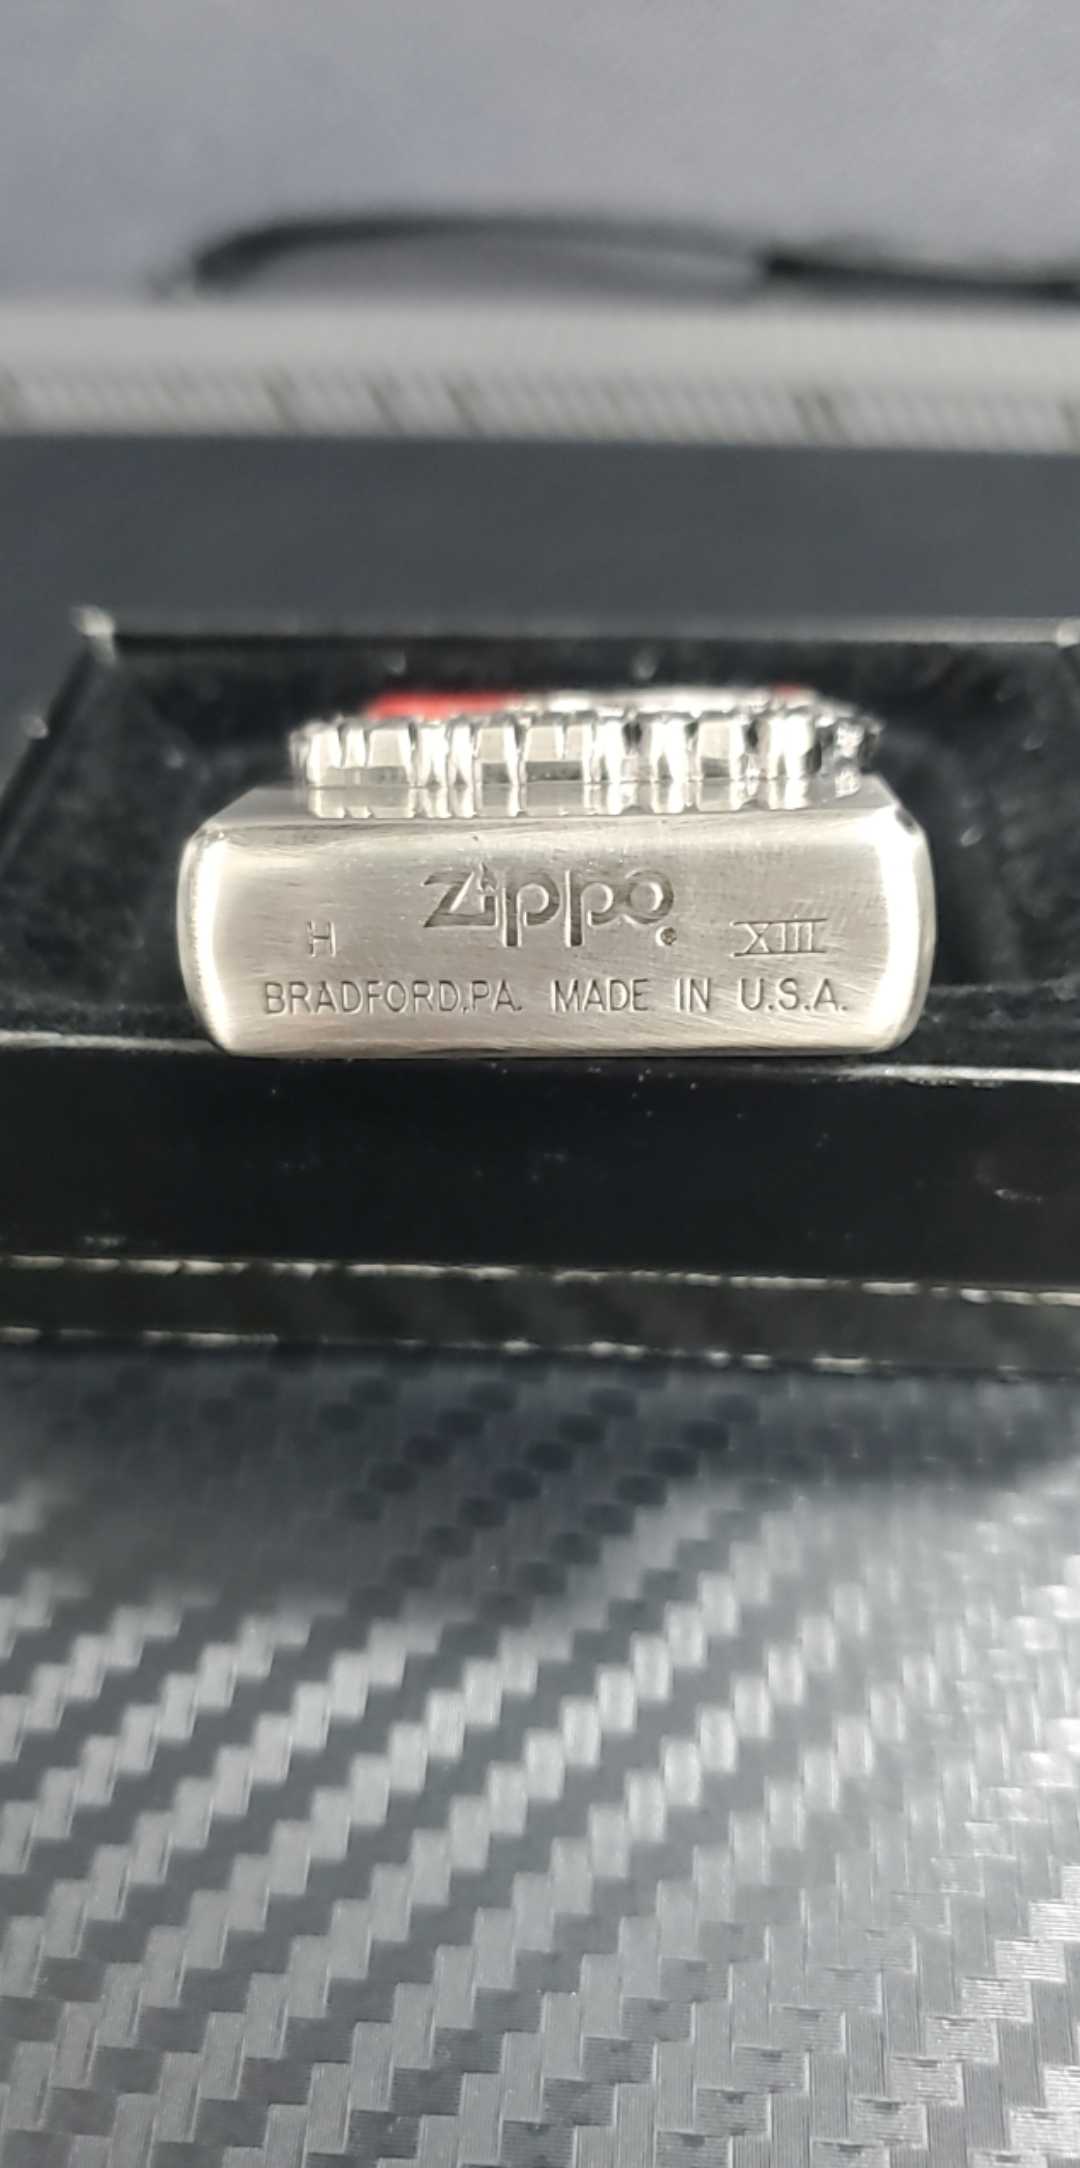 Zippo®
H XIII
BRADFORD,PA. MADE IN U.S.A.